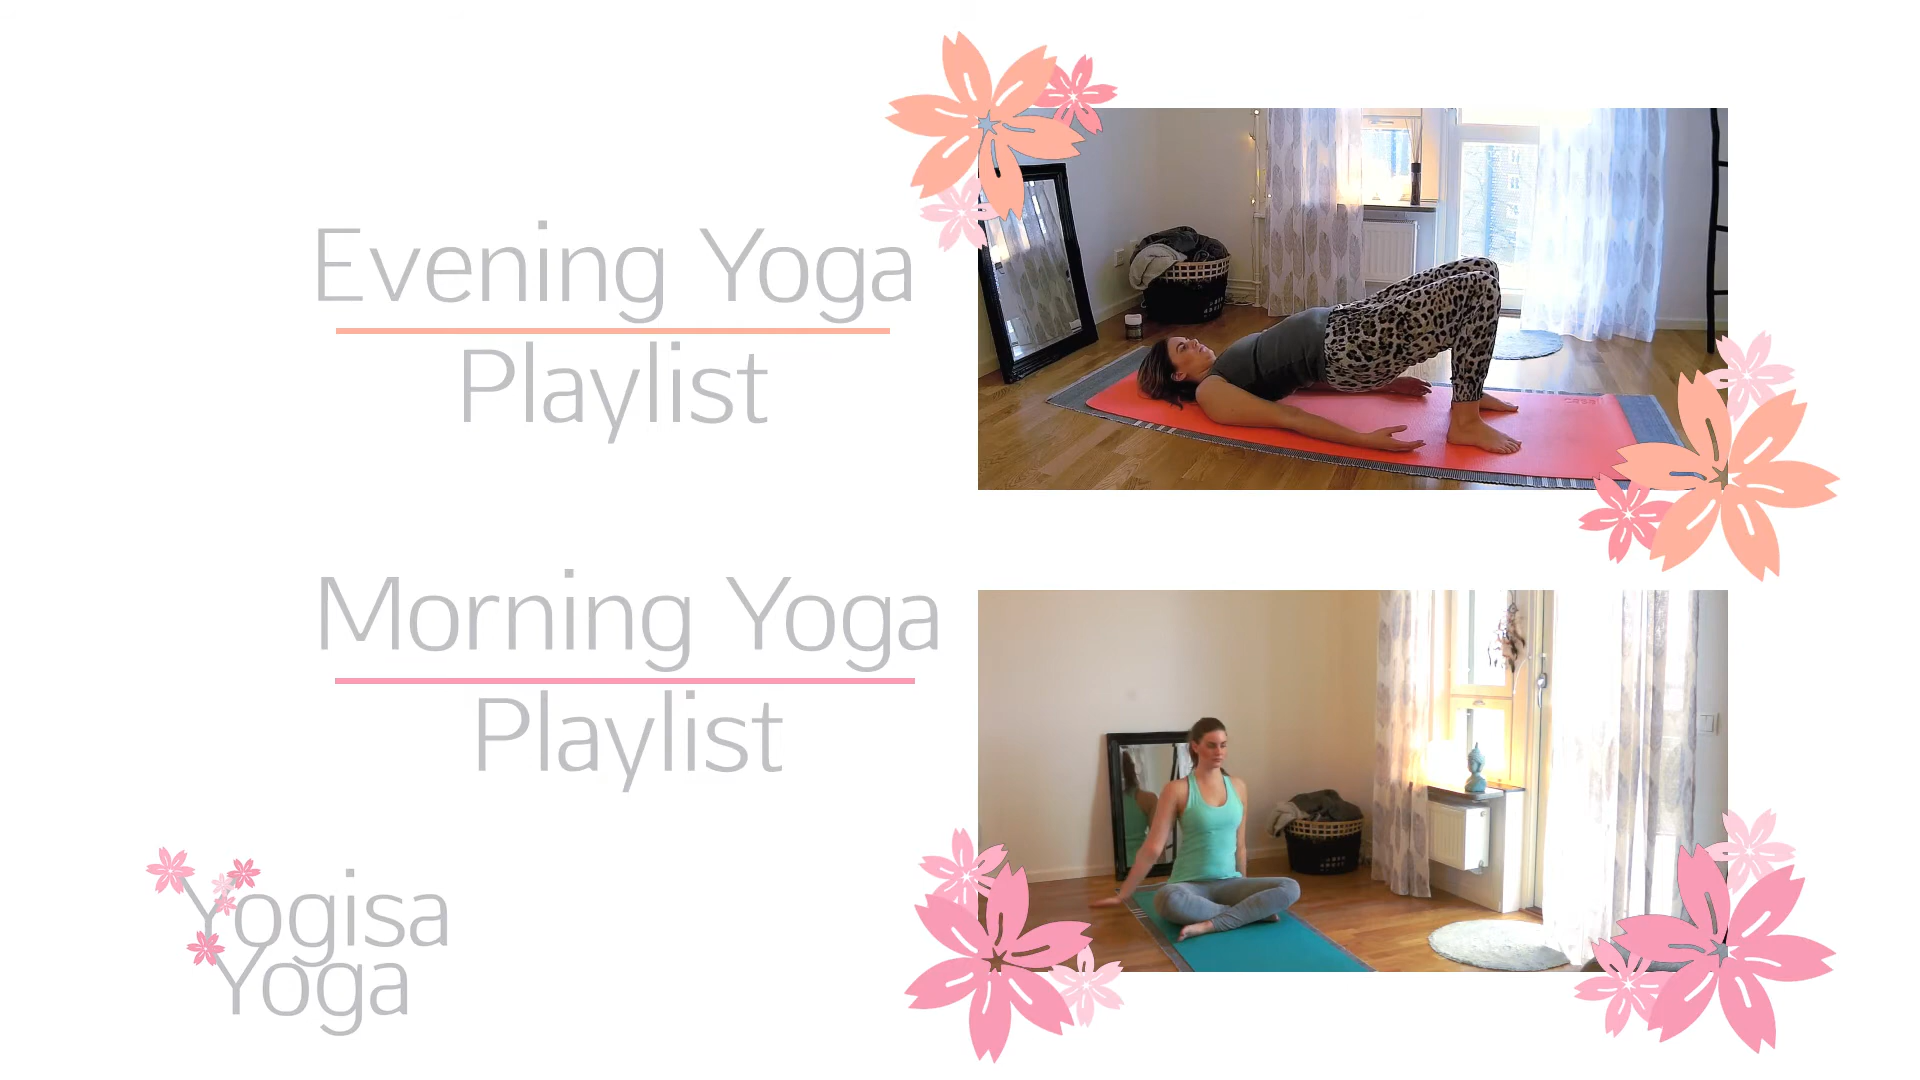 Evening Yoga
Playlist
Morning Yoga
Playlist
Yogisa
Yoga